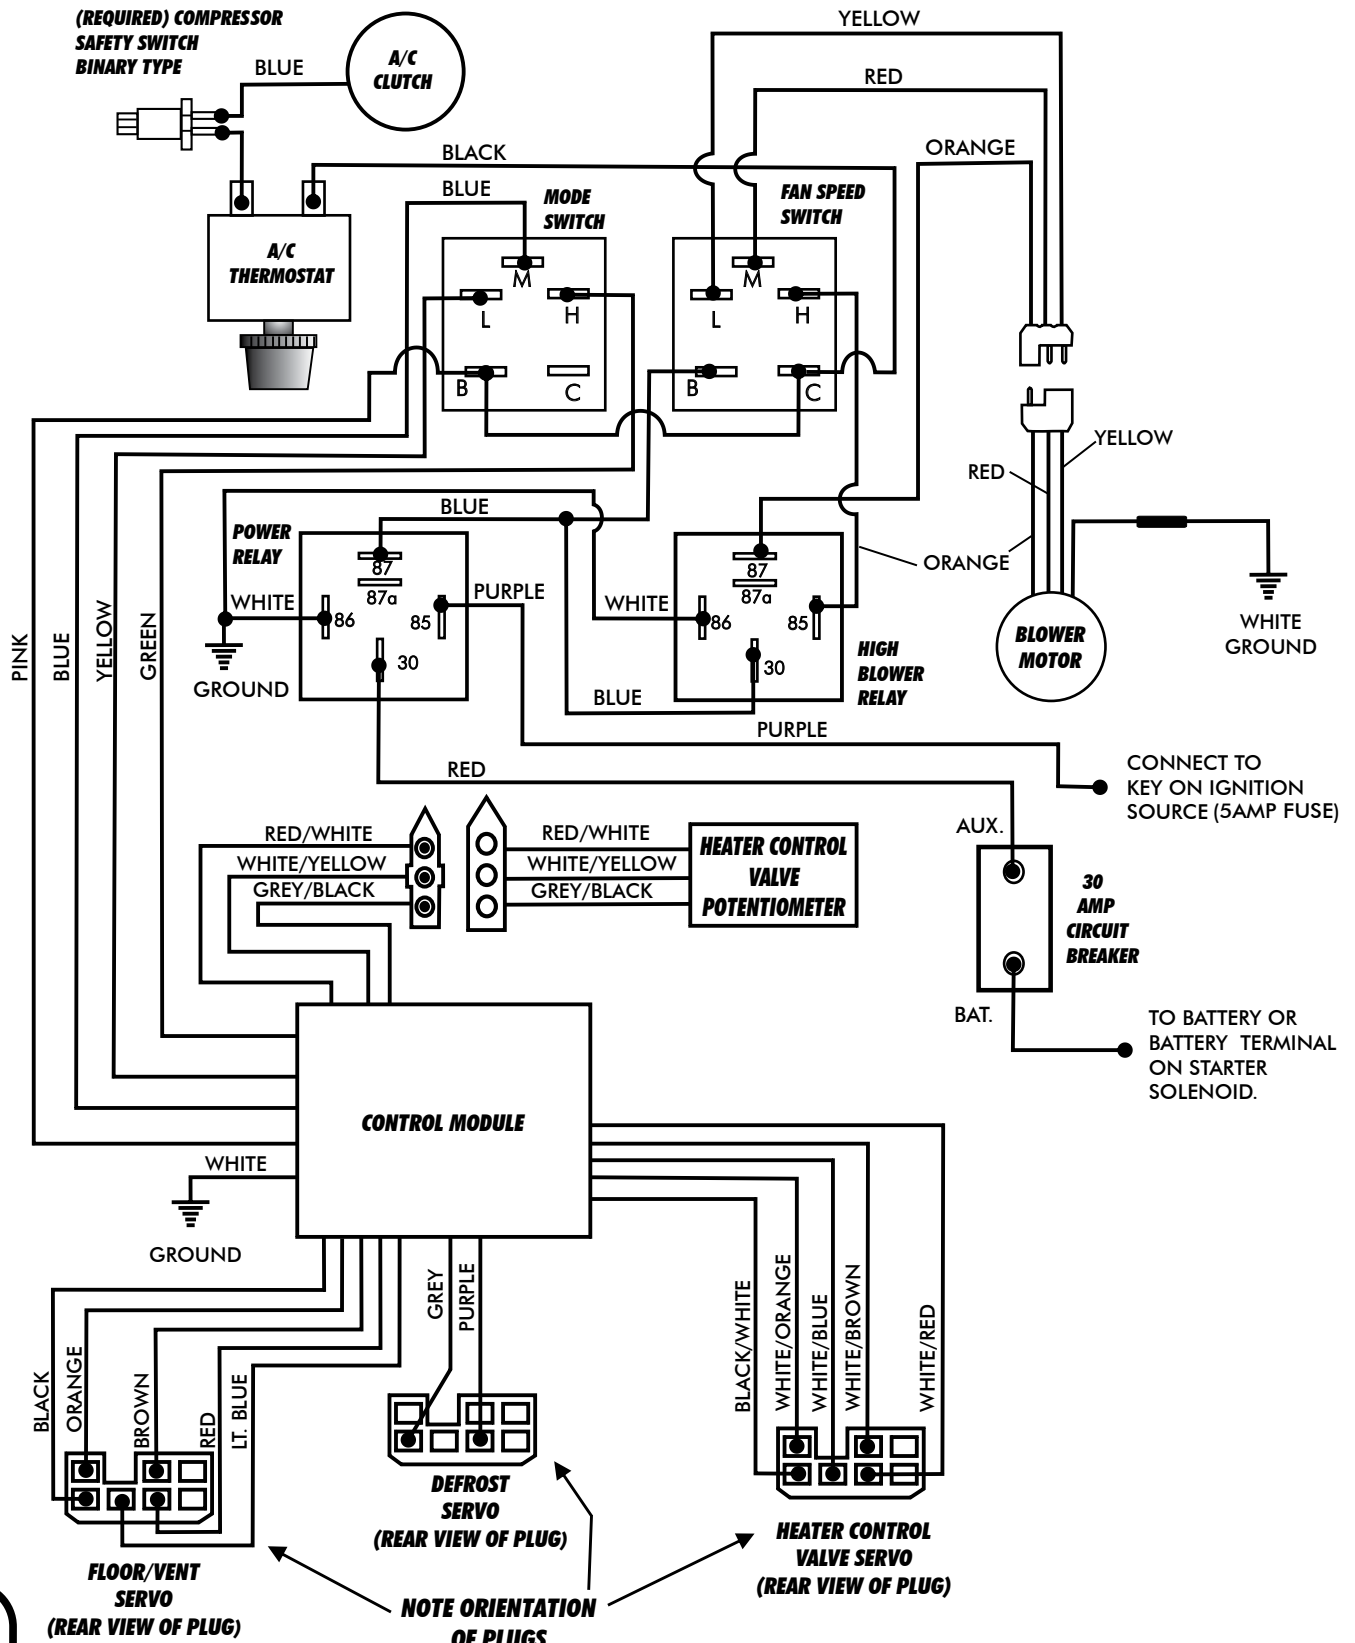 (REQUIRED) COMPRESSOR
SAFETY SWITCH
BINARY TYPE
BLUE
A/C
CLUTCH
YELLOW
RED
ORANGE
BLACK
BLUE
MODE
SWITCH
FAN SPEED
SWITCH
A/C
THERMOSTAT
M
L
H
B
C
M
L
H
B
C
YELLOW
RED
ORANGE
BLUE
POWER
RELAY
87
87a
86
85
30
WHITE
PURPLE
GROUND
WHITE
87
87a
86
85
30
HIGH
BLOWER
RELAY
BLUE
BLOWER
MOTOR
WHITE
GROUND
PINK
BLUE
YELLOW
GREEN
PURPLE
RED
CONNECT TO
KEY ON IGNITION
SOURCE (5AMP FUSE)
AUX.
30
AMP
CIRCUIT
BREAKER
BAT.
TO BATTERY OR
BATTERY TERMINAL
ON STARTER
SOLENOID.
RED/WHITE
WHITE/YELLOW
GREY/BLACK
RED/WHITE
WHITE/YELLOW
GREY/BLACK
HEATER CONTROL
VALVE
POTENTIOMETER
CONTROL MODULE
WHITE
GROUND
BLACK
ORANGE
BROWN
RED
LT. BLUE
GREY
PURPLE
BLACK/WHITE
WHITE/ORANGE
WHITE/BLUE
WHITE/BROWN
WHITE/RED
DEFROST
SERVO
(REAR VIEW OF PLUG)
HEATER CONTROL
VALVE SERVO
(REAR VIEW OF PLUG)
FLOOR/VENT
SERVO
(REAR VIEW OF PLUG)
NOTE ORIENTATION
OF PLUGS